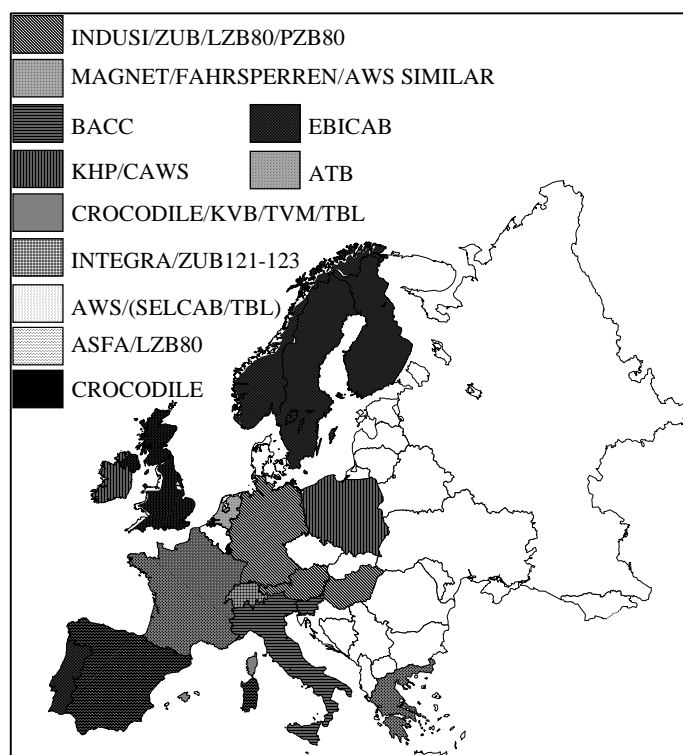 INDUSI/ZUB/LZB80/PZB80
MAGNET/FAHRSPERREN/AWS SIMILAR
BACC
EBICAB
KHP/CAWS
ATB
CROCODILE/KVB/TVM/TBL
INTEGRA/ZUB121-123
AWS/(SELCAB/TBL)
ASFA/LZB80
CROCODILE